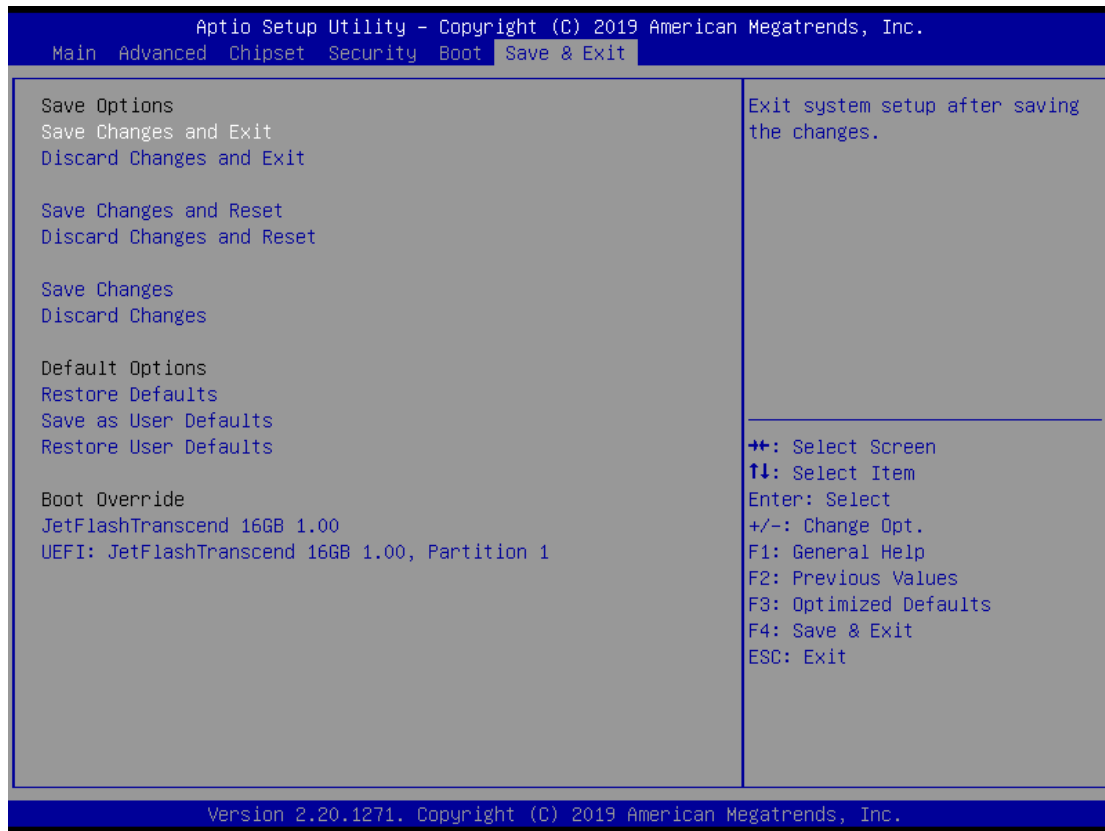 Aptio Setup Utility – Copyright (C) 2019 American Megatrends, Inc.
Main Advanced Chipset Security Boot Save & Exit
Save Options
Save Changes and Exit
Discard Changes and Exit
Save Changes and Reset
Discard Changes and Reset
Save Changes
Discard Changes
Default Options
Restore Defaults
Save as User Defaults
Restore User Defaults
Boot Override
JetFlashTranscend 16GB 1.00
UEFI: JetFlashTranscend 16GB 1.00, Partition 1
Exit system setup after saving
the changes.
→←: Select Screen
↑↓: Select Item
Enter: Select
+/-: Change Opt.
F1: General Help
F2: Previous Values
F3: Optimized Defaults
F4: Save & Exit
ESC: Exit
Version 2.20.1271. Copyright (C) 2019 American Megatrends, Inc.